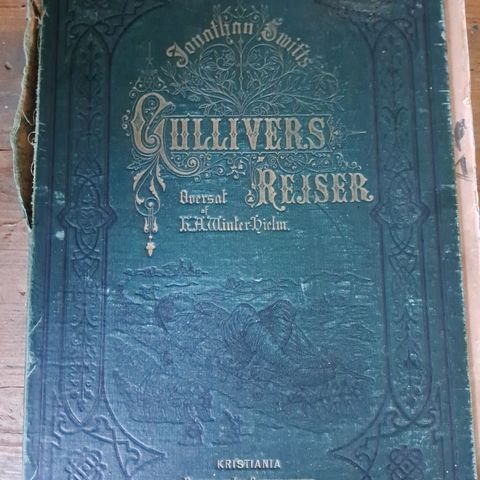 Jonathan Swifts
GULLIVERS
REJSER
Oversat
af
K.A. Winter-Hjelm.
KRISTIANIA